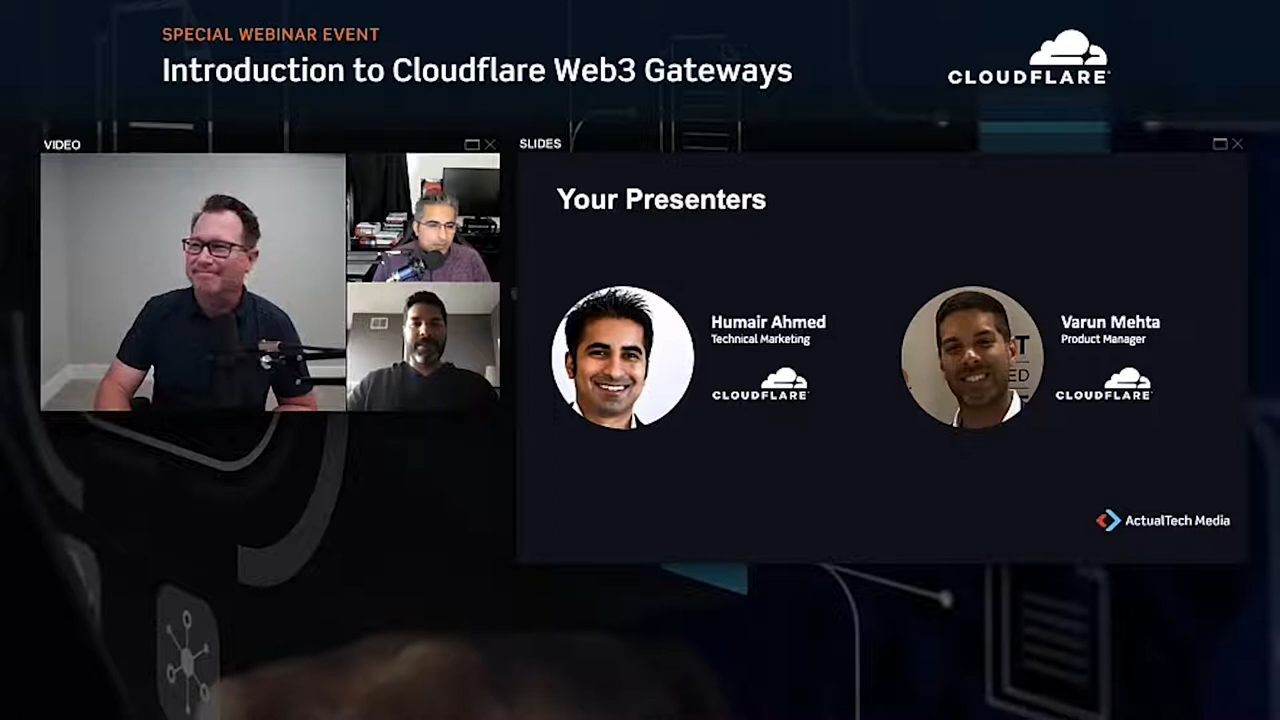 SPECIAL WEBINAR EVENT
Introduction to Cloudflare Web3 Gateways
CLOUDFLARE
VIDEO
SLIDES
Your Presenters
Humair Ahmed
Technical Marketing
CLOUDFLARE
Varun Mehta
Product Manager
CLOUDFLARE
ActualTech Media